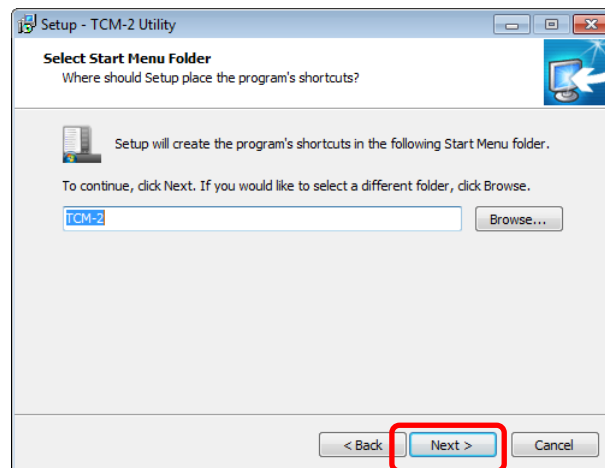 Setup - TCM-2 Utility
Select Start Menu Folder
Where should Setup place the program's shortcuts?
Setup will create the program's shortcuts in the following Start Menu folder.
To continue, click Next. If you would like to select a different folder, click Browse.
TCM-2
Browse...
< Back
Next >
Cancel